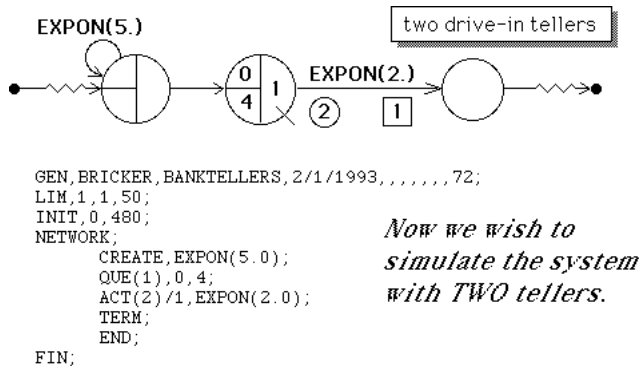 EXPON(5.)
two drive-in tellers
0
4
1
EXPON(2.)
2
1
GEN,BRICKER,BANKTELLERS,2/1/1993,,,,,,,72;
LIM,1,1,50;
INIT,0,480;
NETWORK;
CREATE,EXPON(5.0);
QUE(1),0,4;
ACT(2)/1,EXPON(2.0);
TERM;
END;
FIN;
Now we wish to
simulate the system
with TWO tellers.